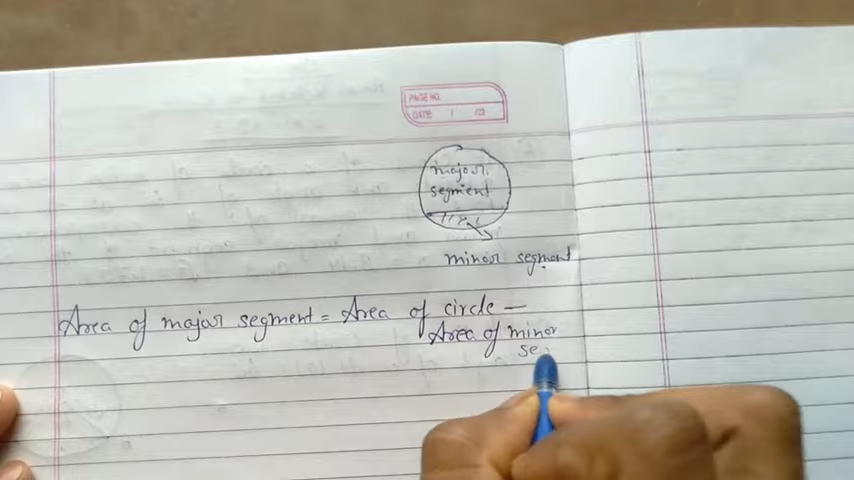 PAGE NO.
DATE / /
major
segment
minor segment
Area of major segment = Area of circle —
Area of minor
se